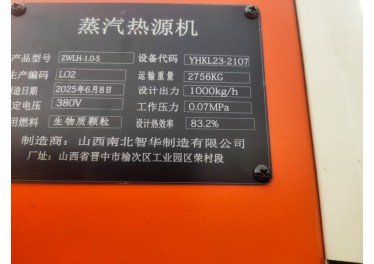 蒸汽热源机
产品型号 ZWLH-1.0-S 设备代码 YHKL23-2107
生产编码 LO2 运输重量 2756KG
制造日期 2025年6月8日 设计出力 1000kg/h
定电压 380V 工作压力 0.07MPa
用燃料 生物质颗粒 设计热效率 83.2%
制造商：山西南北智华制造有限公司
厂址：山西省晋中市榆次区工业园区荣村段